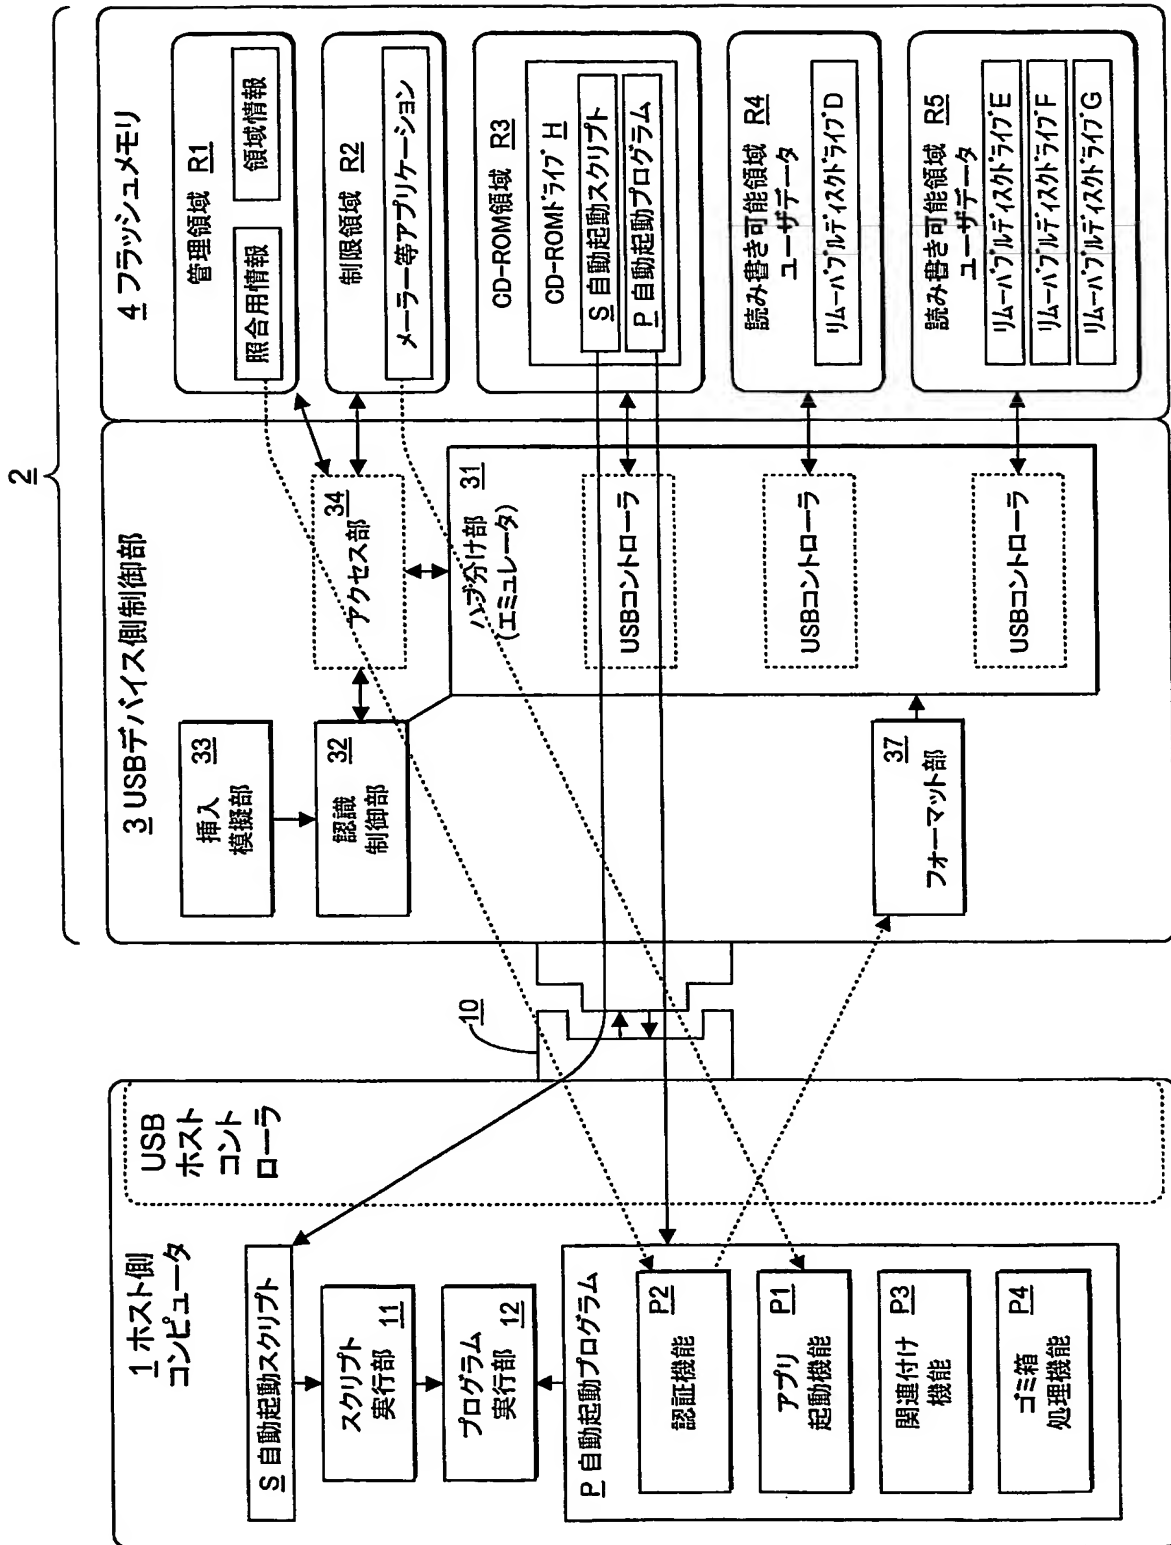 2
1 ホスト側
コンピュータ
S 自動起動スクリプト
スクリプト
実行部 11
プログラム
実行部 12
P 自動起動プログラム
認証機能 P2
アプリ
起動機能 P1
関連付け
機能 P3
ゴミ箱
処理機能 P4
USB
ホスト
コント
ローラ
10
3 USBデバイス側制御部
挿入
模擬部 33
認識
制御部 32
アクセス部 34
ハブ分け部 31
(エミュレータ)
USBコントローラ
USBコントローラ
USBコントローラ
フォーマット部 37
4 フラッシュメモリ
管理領域 R1
照合用情報
領域情報
制限領域 R2
メーラー等アプリケーション
CD-ROM領域 R3
CD-ROMドライブ H
S 自動起動スクリプト
P 自動起動プログラム
読み書き可能領域 R4
ユーザデータ
リムーバブルディスクドライブD
読み書き可能領域 R5
ユーザデータ
リムーバブルディスクドライブE
リムーバブルディスクドライブF
リムーバブルディスクドライブG